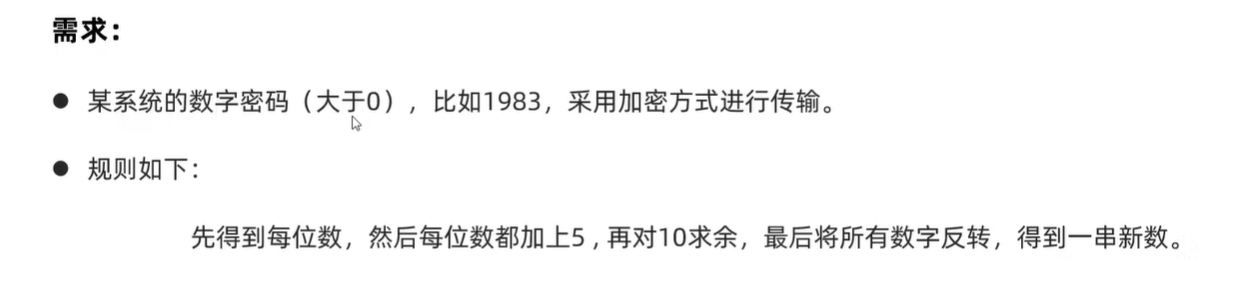 需求：
● 某系统的数字密码（大于0），比如1983，采用加密方式进行传输。
● 规则如下：
先得到每位数，然后每位数都加上5 , 再对10求余，最后将所有数字反转，得到一串新数。